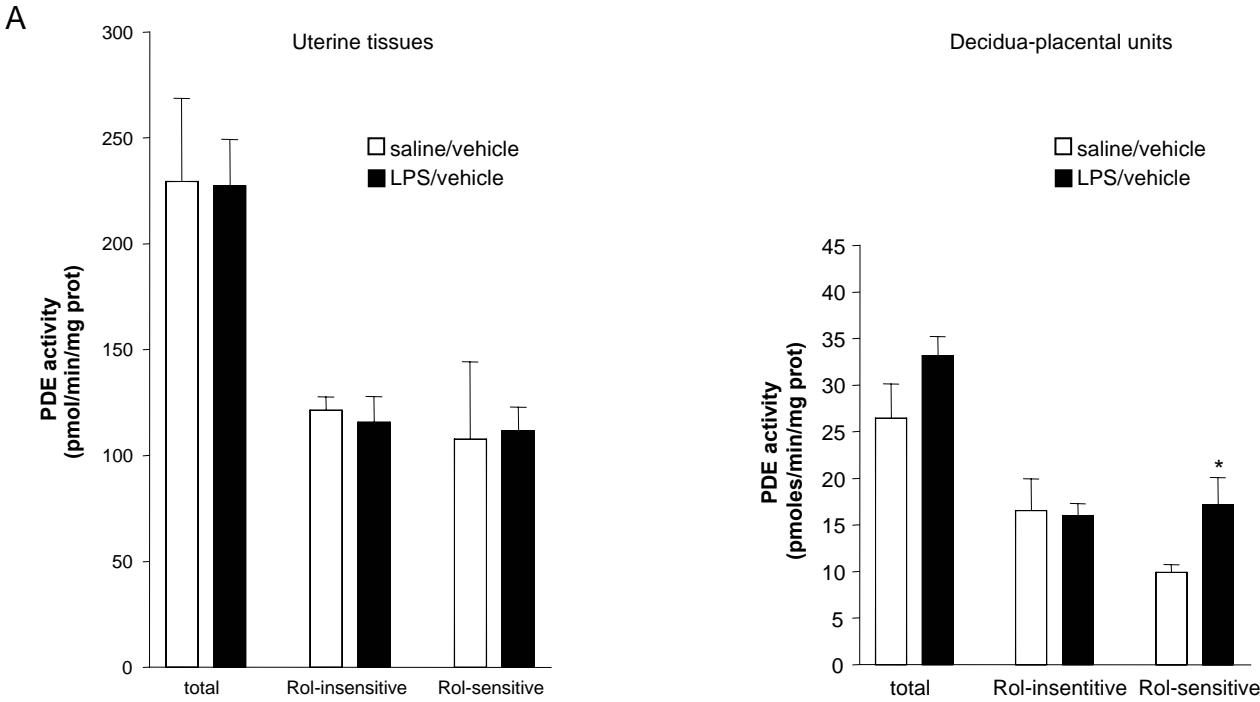 A
Uterine tissues
saline/vehicle
LPS/vehicle
PDE activity
(pmol/min/mg prot)
300
250
200
150
100
50
0
total
Rol-insensitive
Rol-sensitive
Decidua-placental units
saline/vehicle
LPS/vehicle
PDE activity
(pmoles/min/mg prot)
45
40
35
30
25
20
15
10
5
0
*
total
Rol-insentitive
Rol-sensitive